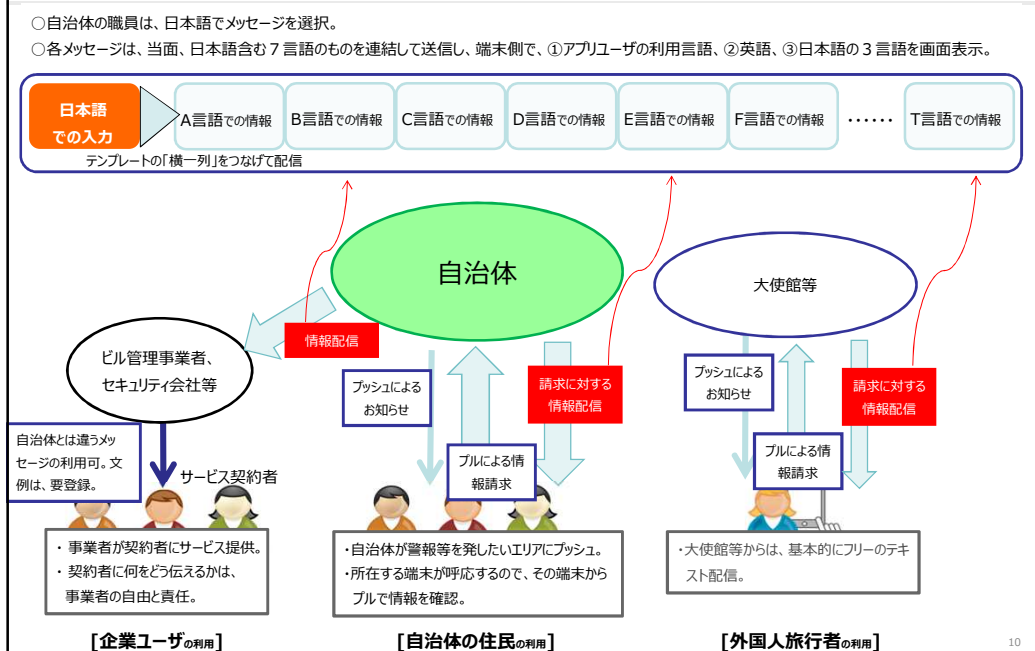 ○自治体の職員は、日本語でメッセージを選択。
○各メッセージは、当面、日本語含む7言語のものを連結して送信し、端末側で、①アプリユーザの利用言語、②英語、③日本語の3言語を画面表示。
日本語
での入力
A言語での情報
B言語での情報
C言語での情報
D言語での情報
E言語での情報
F言語での情報
……
T言語での情報
テンプレートの「横一列」をつなげて配信
自治体
大使館等
ビル管理事業者、
セキュリティ会社等
情報配信
プッシュによる
お知らせ
請求に対する
情報配信
プルによる情
報請求
プッシュによる
お知らせ
請求に対する
情報配信
プルによる情
報請求
自治体とは違うメッ
セージの利用可。文
例は、要登録。
サービス契約者
・ 事業者が契約者にサービス提供。
・ 契約者に何をどう伝えるかは、
事業者の自由と責任。
・自治体が警報等を発したいエリアにプッシュ。
・所在する端末が呼応するので、その端末から
プルで情報を確認。
・大使館等からは、基本的にフリーのテキ
スト配信。
[企業ユーザの利用]
[自治体の住民の利用]
[外国人旅行者の利用]
10